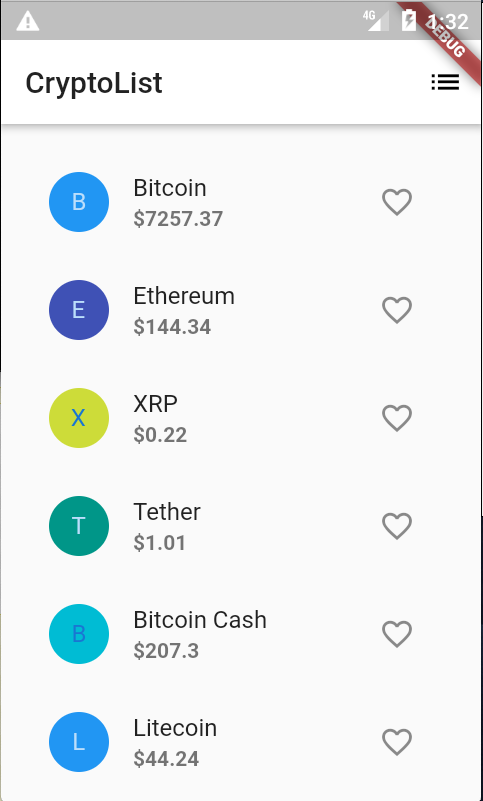 4G
1:32
DEBUG
CryptoList
B
Bitcoin
$7257.37
E
Ethereum
$144.34
X
XRP
$0.22
T
Tether
$1.01
B
Bitcoin Cash
$207.3
L
Litecoin
$44.24